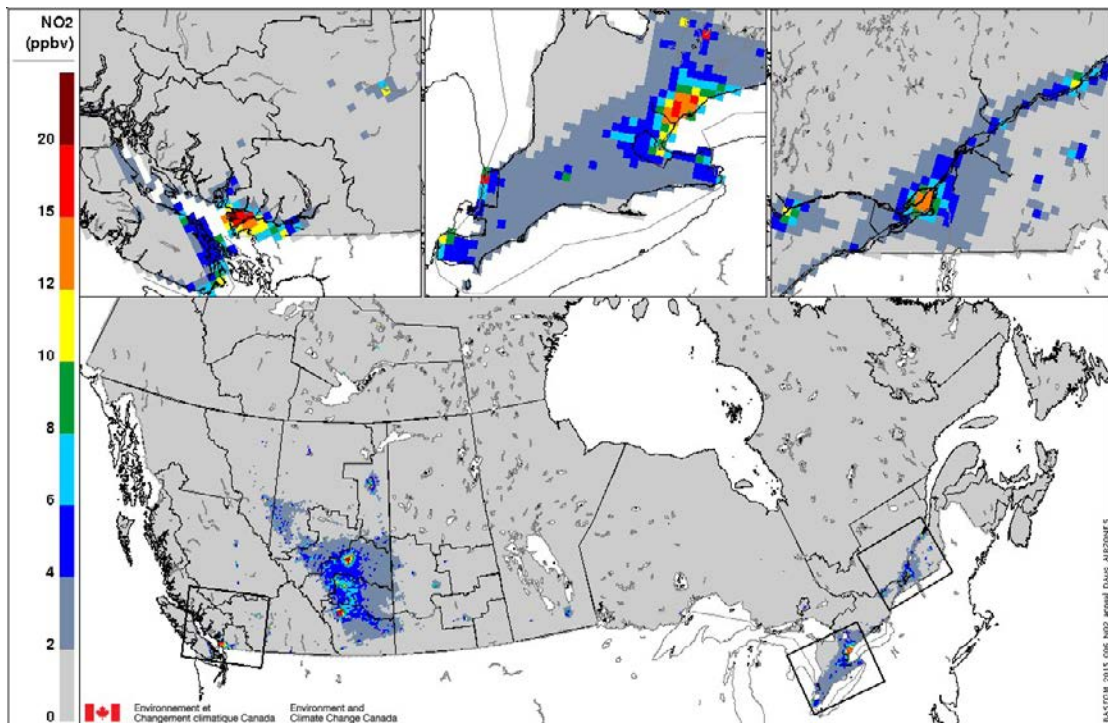 NO2
(ppbv)
20
15
12
10
8
6
4
2
0
A
K
Environnement et
Changement climatique Canada
Environment and
Climate Change Canada